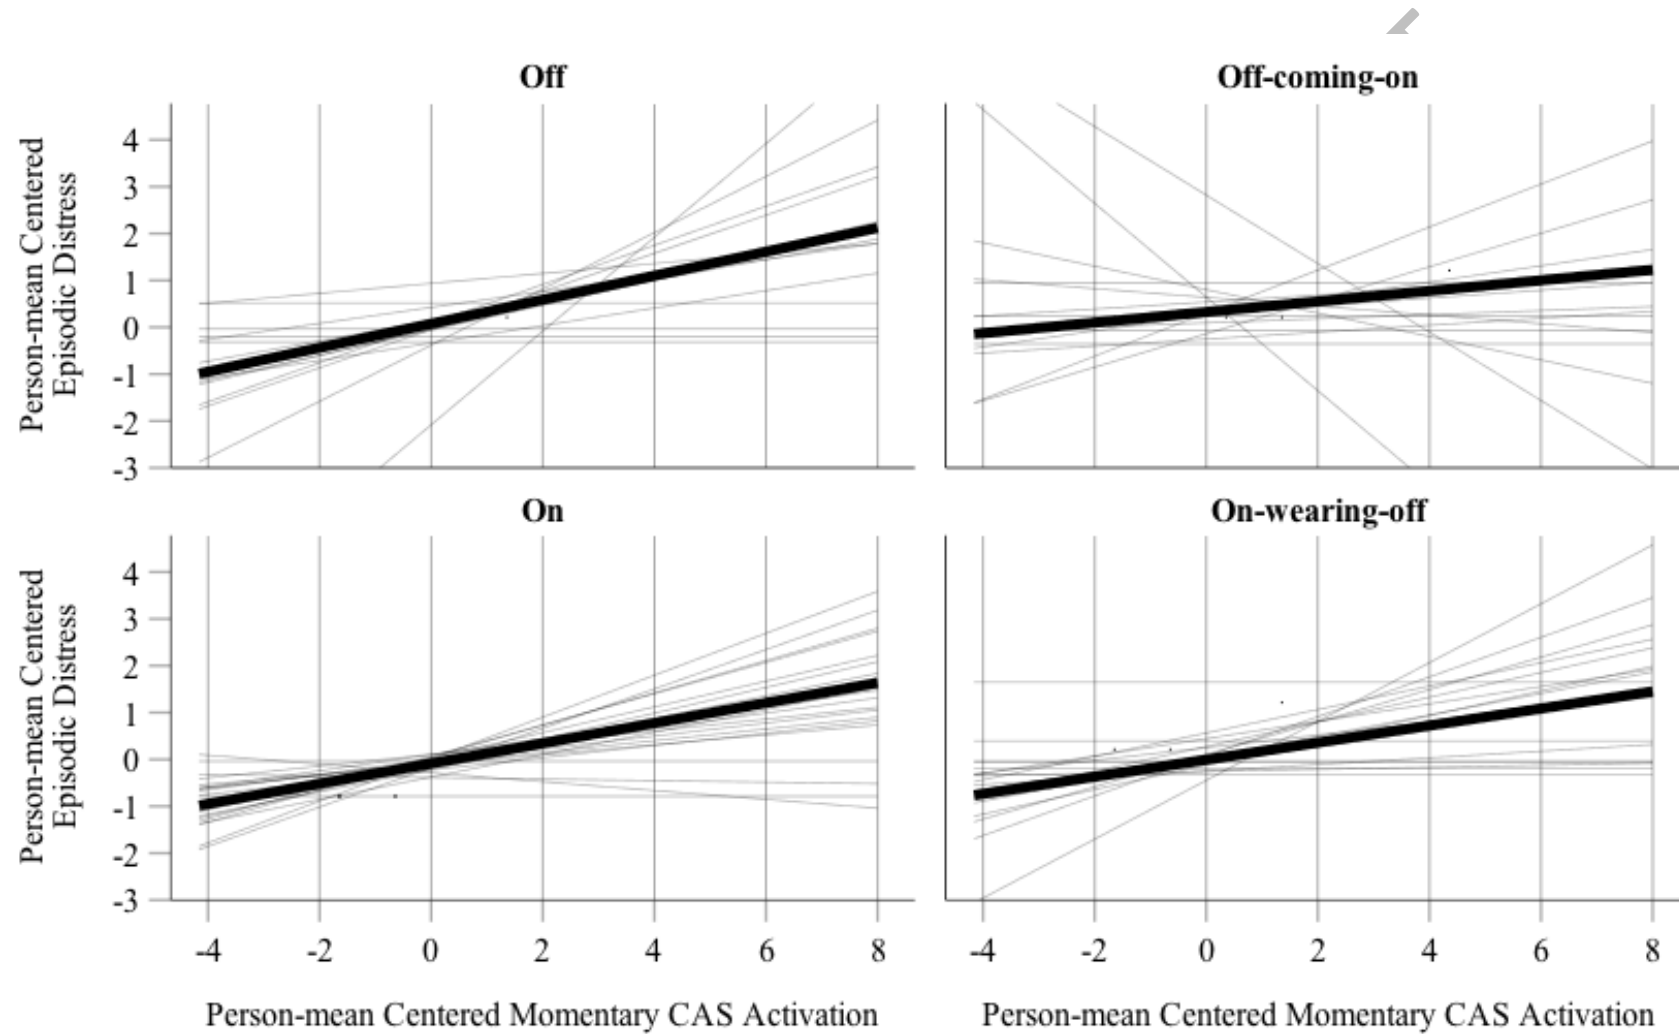 Off
Off-coming-on
Person-mean Centered
Episodic Distress
4
3
2
1
0
-1
-2
-3
On
On-wearing-off
Person-mean Centered
Episodic Distress
4
3
2
1
0
-1
-2
-3
-4 -2 0 2 4 6 8
-4 -2 0 2 4 6 8
Person-mean Centered Momentary CAS Activation
Person-mean Centered Momentary CAS Activation